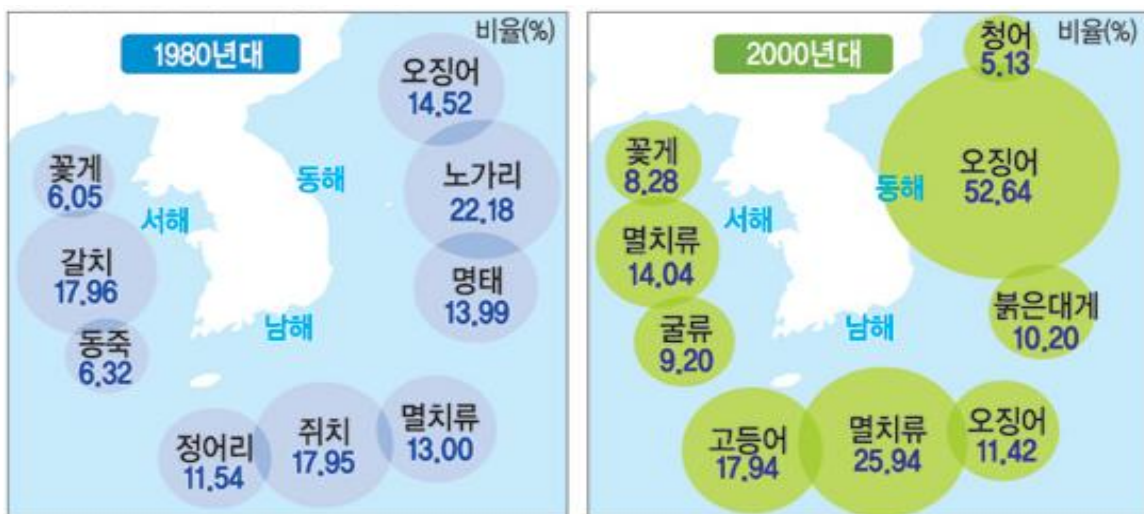 1980년대
비율(%)
오징어
14.52
노가리
22.18
명태
13.99
동해
꽃게
6.05
서해
갈치
17.96
동죽
6.32
남해
정어리
11.54
쥐치
17.95
멸치류
13.00
2000년대
비율(%)
청어
5.13
오징어
52.64
동해
붉은대게
10.20
꽃게
8.28
서해
멸치류
14.04
굴류
9.20
남해
고등어
17.94
멸치류
25.94
오징어
11.42